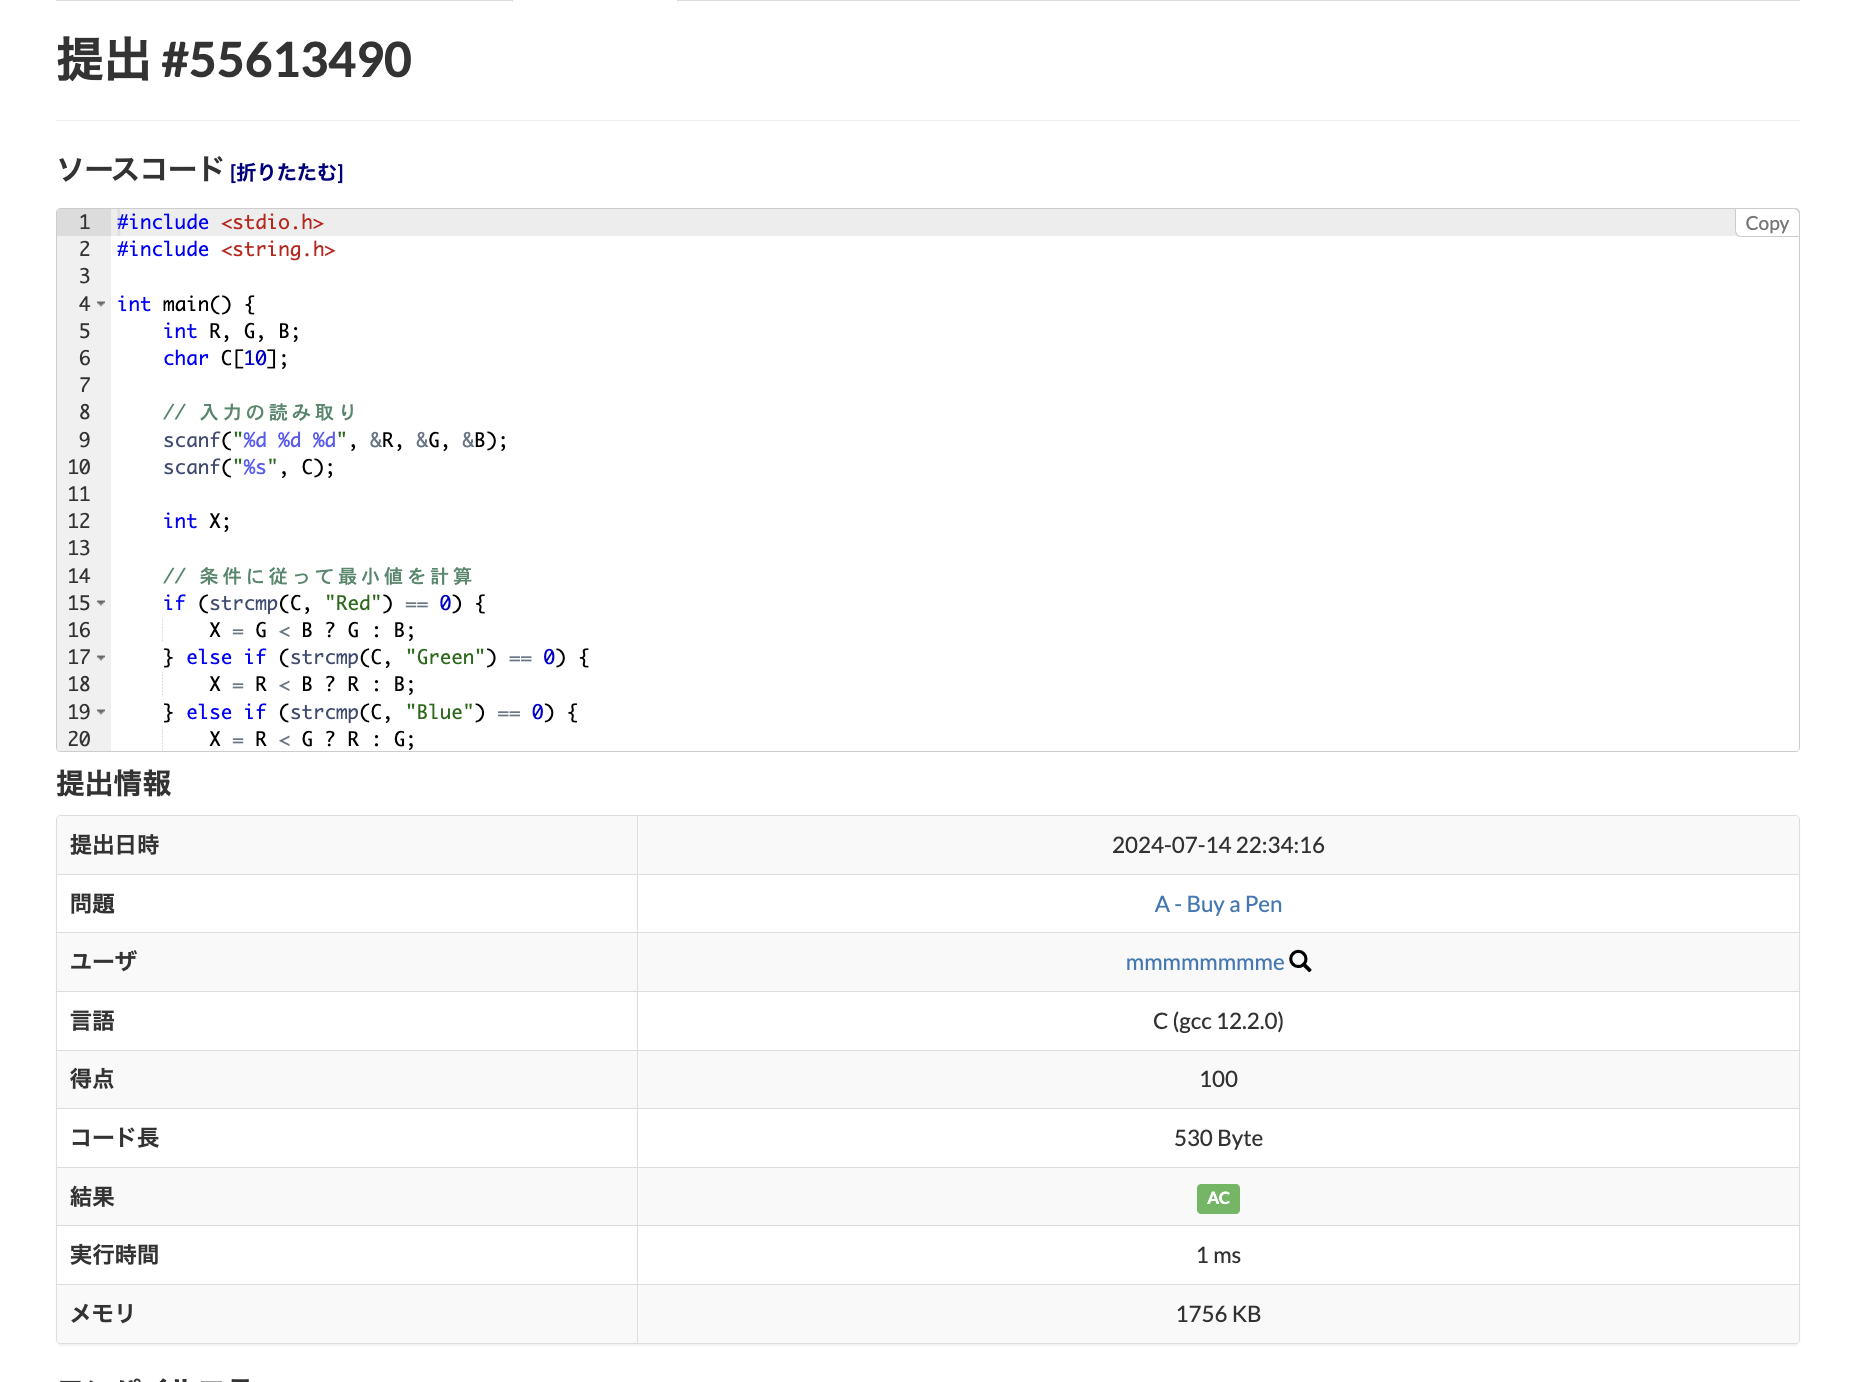 提出 #55613490
ソースコード [折りたたむ]
Copy
1 #include <stdio.h>
2 #include <string.h>
3
4 int main() {
5     int R, G, B;
6     char C[10];
7
8     // 入力の読み取り
9     scanf("%d %d %d", &R, &G, &B);
10     scanf("%s", C);
11
12     int X;
13
14     // 条件に従って最小値を計算
15     if (strcmp(C, "Red") == 0) {
16         X = G < B ? G : B;
17     } else if (strcmp(C, "Green") == 0) {
18         X = R < B ? R : B;
19     } else if (strcmp(C, "Blue") == 0) {
20         X = R < G ? R : G;
提出情報
提出日時 2024-07-14 22:34:16
問題 A - Buy a Pen
ユーザ mmmmmmmme
言語 C (gcc 12.2.0)
得点 100
コード長 530 Byte
結果 AC
実行時間 1 ms
メモリ 1756 KB